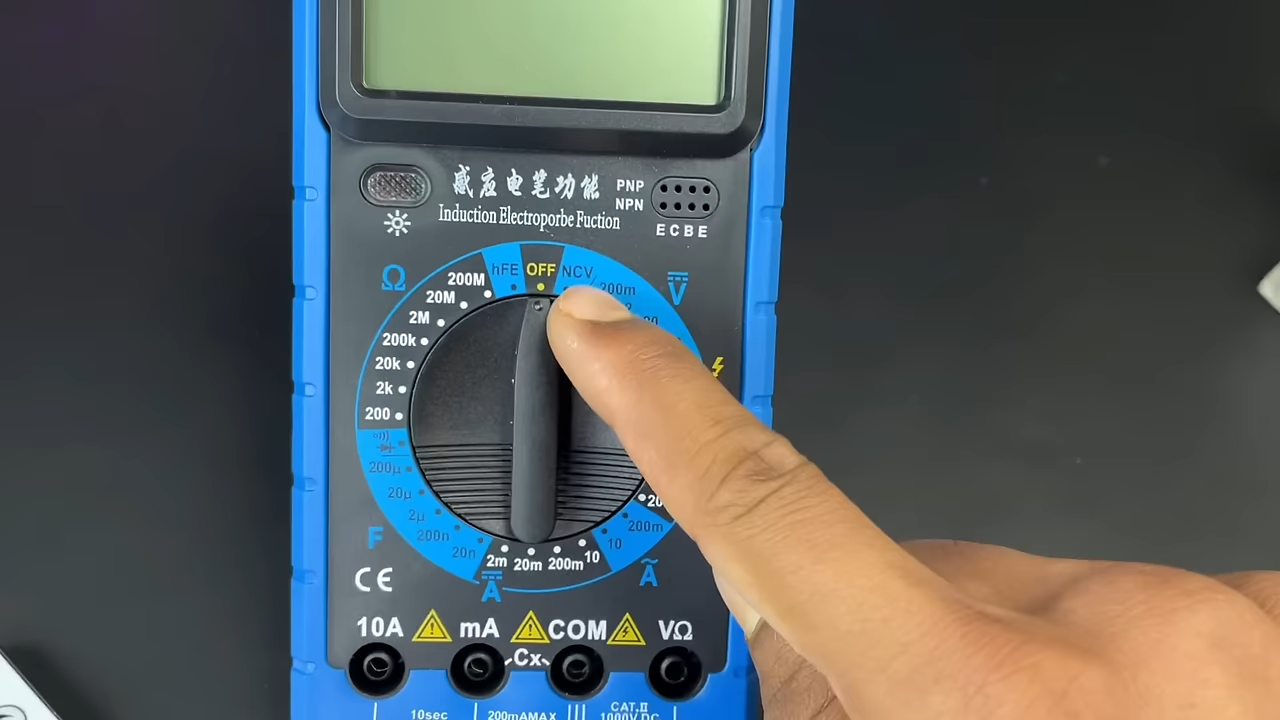 感应电笔功能
PNP
NPN
Induction Electroporbe Fuction
E C B E
Ω
200M
hFE
OFF
NCV
200m
V
20M
2M
200k
20k
2k
200
200µ
20µ
2µ
200n
20n
F
2m
20m
200m
10
10
200m
20
A
A
CE
10A
mA
COM
VΩ
Cx
10sec
200mAMAX
CAT.II
1000V DC